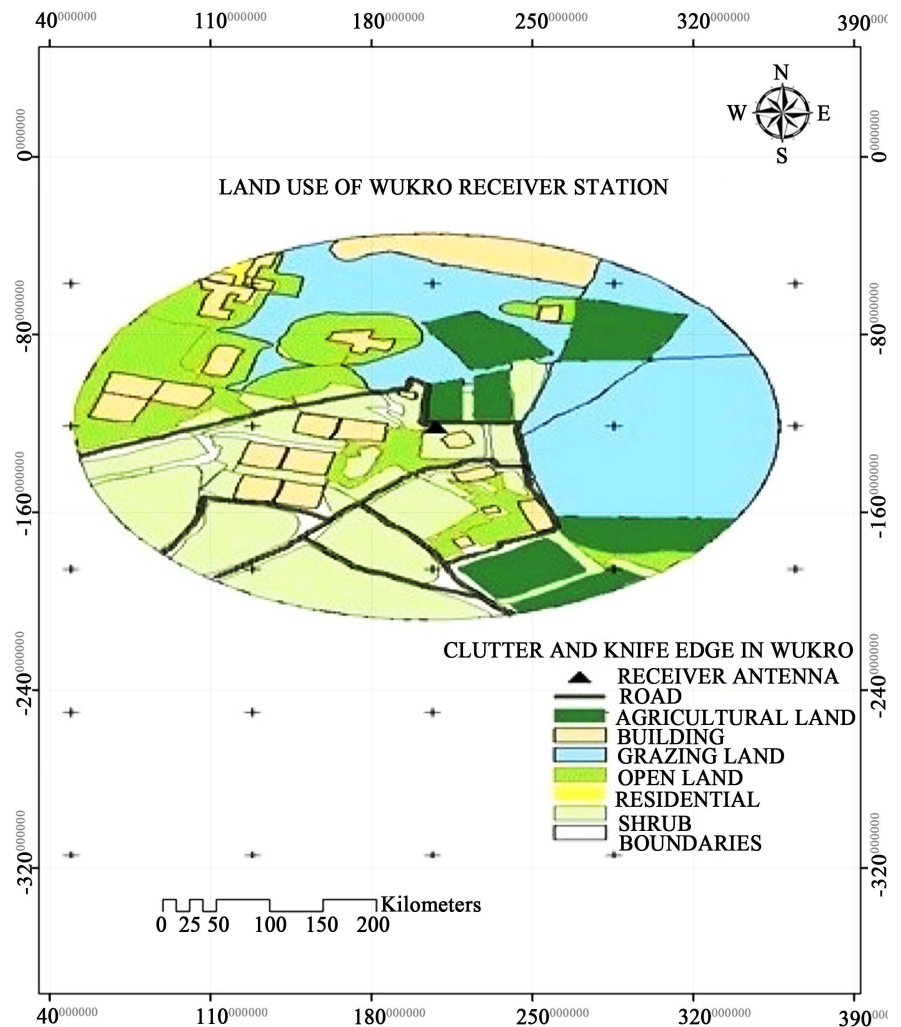 40⁰⁰⁰⁰⁰⁰⁰ 110⁰⁰⁰⁰⁰⁰⁰ 180⁰⁰⁰⁰⁰⁰⁰ 250⁰⁰⁰⁰⁰⁰⁰ 320⁰⁰⁰⁰⁰⁰⁰ 390
N
W E
S
0⁰⁰⁰⁰⁰⁰⁰ 0⁰⁰⁰⁰⁰⁰⁰
LAND USE OF WUKRO RECEIVER STATION
-80⁰⁰⁰⁰⁰⁰⁰ -80⁰⁰⁰⁰⁰⁰⁰
-160⁰⁰⁰⁰⁰⁰⁰ -160⁰⁰⁰⁰⁰⁰⁰
CLUTTER AND KNIFE EDGE IN WUKRO
RECEIVER ANTENNA
-240⁰⁰⁰⁰⁰⁰⁰ -240⁰⁰⁰⁰⁰⁰⁰
ROAD
AGRICULTURAL LAND
BUILDING
GRAZING LAND
OPEN LAND
RESIDENTIAL
SHRUB
BOUNDARIES
-320⁰⁰⁰⁰⁰⁰⁰ -320⁰⁰⁰⁰⁰⁰⁰
Kilometers
0 25 50 100 150 200
40⁰⁰⁰⁰⁰⁰⁰ 110⁰⁰⁰⁰⁰⁰⁰ 180⁰⁰⁰⁰⁰⁰⁰ 250⁰⁰⁰⁰⁰⁰⁰ 320⁰⁰⁰⁰⁰⁰⁰ 390